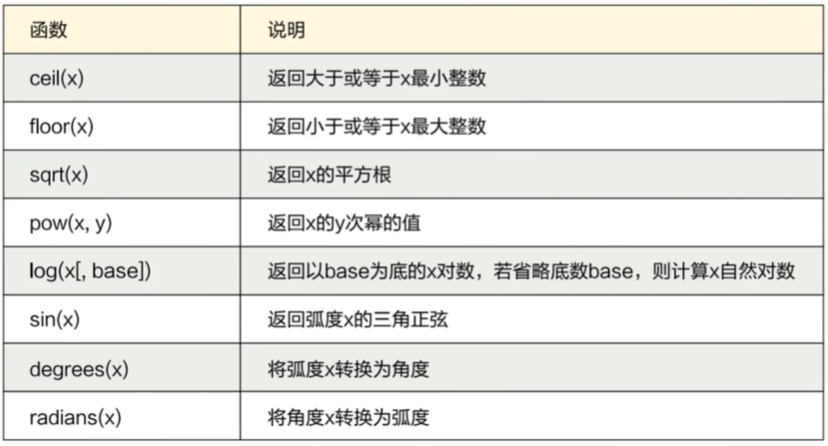 函数 说明
ceil(x) 返回大于或等于x最小整数
floor(x) 返回小于或等于x最大整数
sqrt(x) 返回x的平方根
pow(x, y) 返回x的y次幂的值
log(x[, base]) 返回以base为底的x对数，若省略底数base，则计算x自然对数
sin(x) 返回弧度x的三角正弦
degrees(x) 将弧度x转换为角度
radians(x) 将角度x转换为弧度